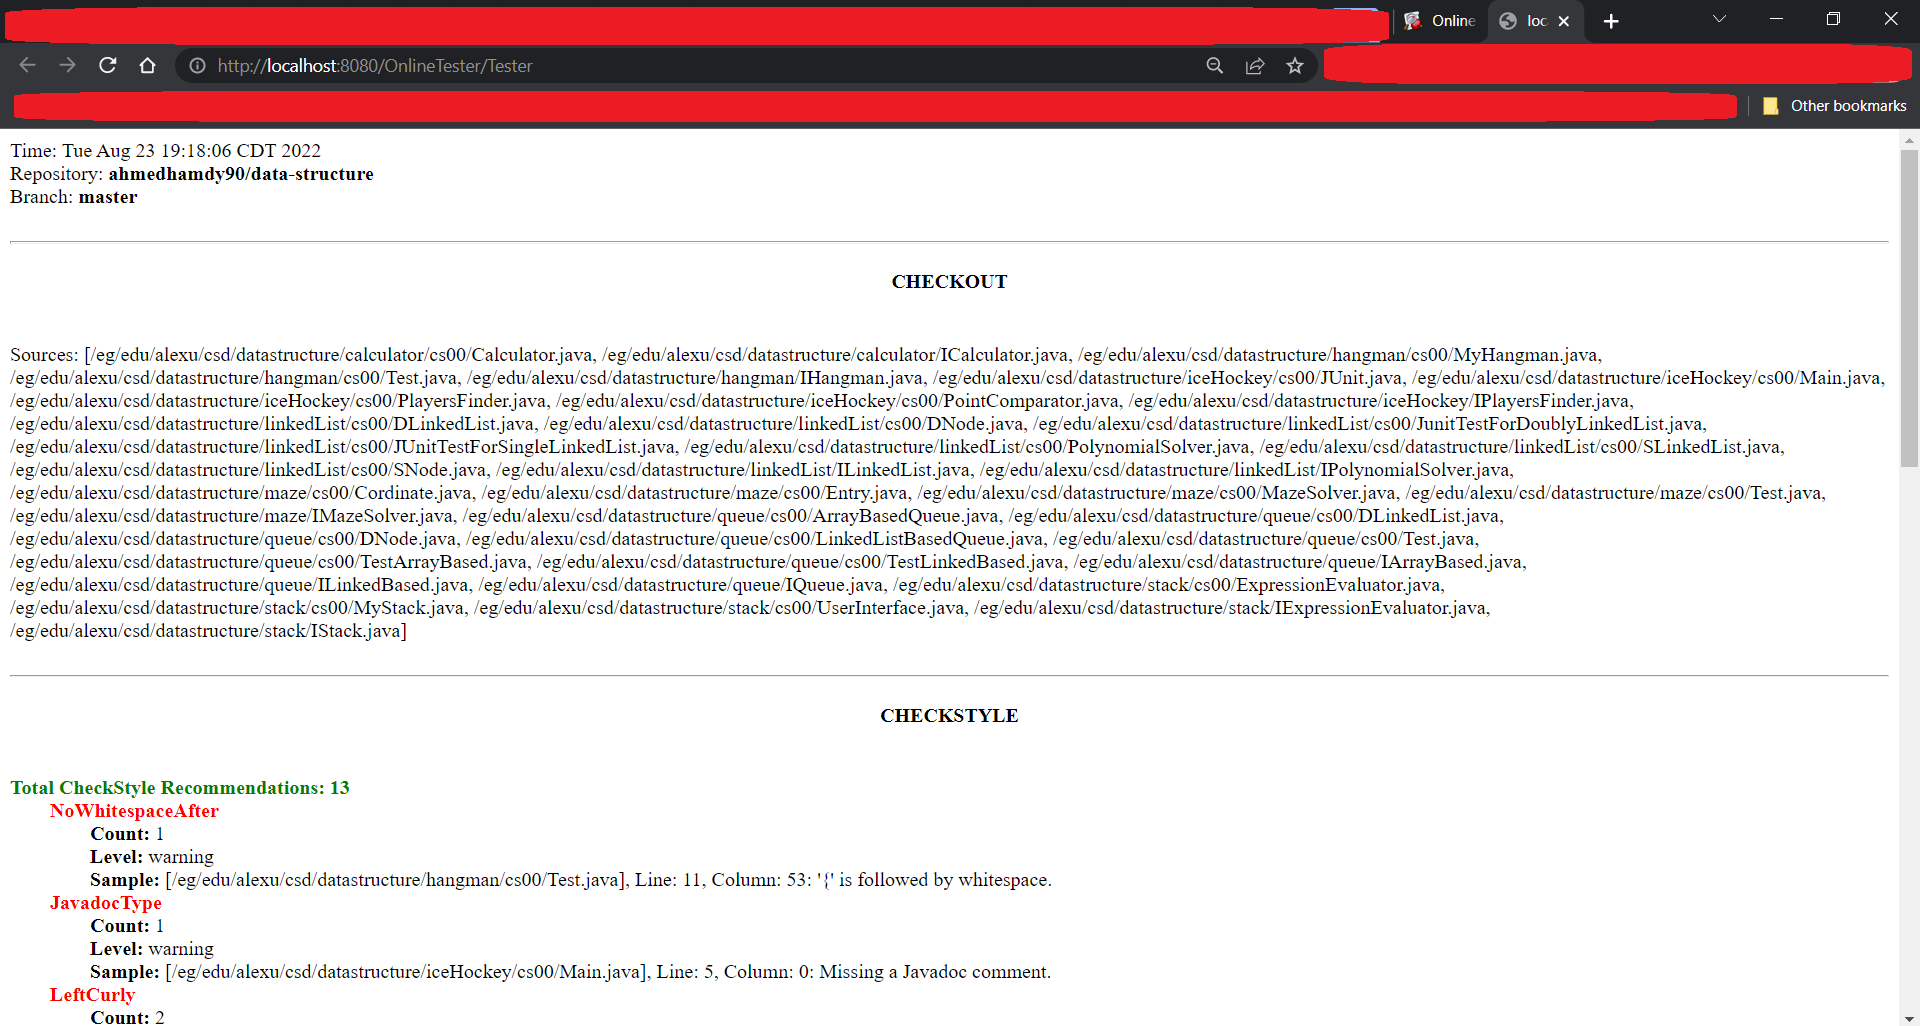 Online
loc
http://localhost:8080/OnlineTester/Tester
Other bookmarks
Time: Tue Aug 23 19:18:06 CDT 2022
Repository: ahmedhamdy90/data-structure
Branch: master
CHECKOUT
Sources: [/eg/edu/alexu/csd/datastructure/calculator/cs00/Calculator.java, /eg/edu/alexu/csd/datastructure/calculator/ICalculator.java, /eg/edu/alexu/csd/datastructure/hangman/cs00/MyHangman.java,
/eg/edu/alexu/csd/datastructure/hangman/cs00/Test.java, /eg/edu/alexu/csd/datastructure/hangman/IHangman.java, /eg/edu/alexu/csd/datastructure/iceHockey/cs00/JUnit.java, /eg/edu/alexu/csd/datastructure/iceHockey/cs00/Main.java,
/eg/edu/alexu/csd/datastructure/iceHockey/cs00/PlayersFinder.java, /eg/edu/alexu/csd/datastructure/iceHockey/cs00/PointComparator.java, /eg/edu/alexu/csd/datastructure/iceHockey/IPlayersFinder.java,
/eg/edu/alexu/csd/datastructure/linkedList/cs00/DLinkedList.java, /eg/edu/alexu/csd/datastructure/linkedList/cs00/DNode.java, /eg/edu/alexu/csd/datastructure/linkedList/cs00/JunitTestForDoublyLinkedList.java,
/eg/edu/alexu/csd/datastructure/linkedList/cs00/JUnitTestForSingleLinkedList.java, /eg/edu/alexu/csd/datastructure/linkedList/cs00/PolynomialSolver.java, /eg/edu/alexu/csd/datastructure/linkedList/cs00/SLinkedList.java,
/eg/edu/alexu/csd/datastructure/linkedList/cs00/SNode.java, /eg/edu/alexu/csd/datastructure/linkedList/ILinkedList.java, /eg/edu/alexu/csd/datastructure/linkedList/IPolynomialSolver.java,
/eg/edu/alexu/csd/datastructure/maze/cs00/Cordinate.java, /eg/edu/alexu/csd/datastructure/maze/cs00/Entry.java, /eg/edu/alexu/csd/datastructure/maze/cs00/MazeSolver.java, /eg/edu/alexu/csd/datastructure/maze/cs00/Test.java,
/eg/edu/alexu/csd/datastructure/maze/IMazeSolver.java, /eg/edu/alexu/csd/datastructure/queue/cs00/ArrayBasedQueue.java, /eg/edu/alexu/csd/datastructure/queue/cs00/DLinkedList.java,
/eg/edu/alexu/csd/datastructure/queue/cs00/DNode.java, /eg/edu/alexu/csd/datastructure/queue/cs00/LinkedListBasedQueue.java, /eg/edu/alexu/csd/datastructure/queue/cs00/Test.java,
/eg/edu/alexu/csd/datastructure/queue/cs00/TestArrayBased.java, /eg/edu/alexu/csd/datastructure/queue/cs00/TestLinkedBased.java, /eg/edu/alexu/csd/datastructure/queue/IArrayBased.java,
/eg/edu/alexu/csd/datastructure/queue/ILinkedBased.java, /eg/edu/alexu/csd/datastructure/queue/IQueue.java, /eg/edu/alexu/csd/datastructure/stack/cs00/ExpressionEvaluator.java,
/eg/edu/alexu/csd/datastructure/stack/cs00/MyStack.java, /eg/edu/alexu/csd/datastructure/stack/cs00/UserInterface.java, /eg/edu/alexu/csd/datastructure/stack/IExpressionEvaluator.java,
/eg/edu/alexu/csd/datastructure/stack/IStack.java]
CHECKSTYLE
Total CheckStyle Recommendations: 13
NoWhitespaceAfter
Count: 1
Level: warning
Sample: [/eg/edu/alexu/csd/datastructure/hangman/cs00/Test.java], Line: 11, Column: 53: '{' is followed by whitespace.
JavadocType
Count: 1
Level: warning
Sample: [/eg/edu/alexu/csd/datastructure/iceHockey/cs00/Main.java], Line: 5, Column: 0: Missing a Javadoc comment.
LeftCurly
Count: 2